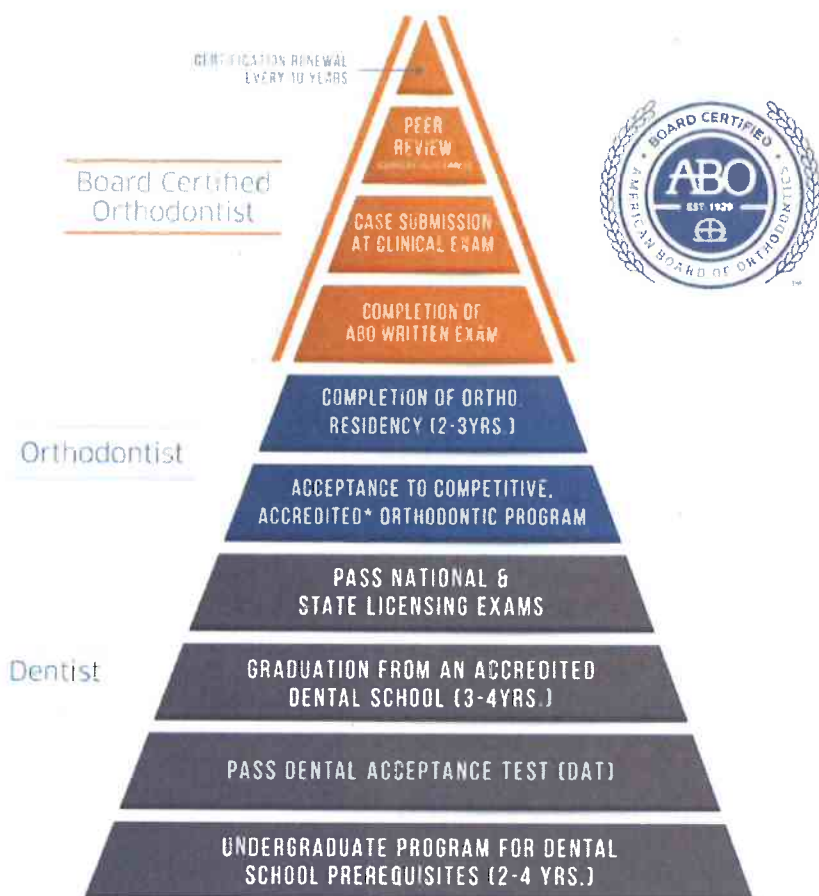 CERTIFICATION RENEWAL
EVERY 10 YEARS
PEER
REVIEW
Board Certified
Orthodontist
CASE SUBMISSION
AT CLINICAL EXAM
COMPLETION OF
ABO WRITTEN EXAM
BOARD CERTIFIED
ABO
EST. 1929
AMERICAN BOARD OF ORTHODONTICS
TM
Orthodontist
COMPLETION OF ORTHO.
RESIDENCY (2-3YRS.)
ACCEPTANCE TO COMPETITIVE,
ACCREDITED* ORTHODONTIC PROGRAM
Dentist
PASS NATIONAL &
STATE LICENSING EXAMS
GRADUATION FROM AN ACCREDITED
DENTAL SCHOOL (3-4YRS.)
PASS DENTAL ACCEPTANCE TEST (DAT)
UNDERGRADUATE PROGRAM FOR DENTAL
SCHOOL PREREQUISITES (2-4 YRS.)